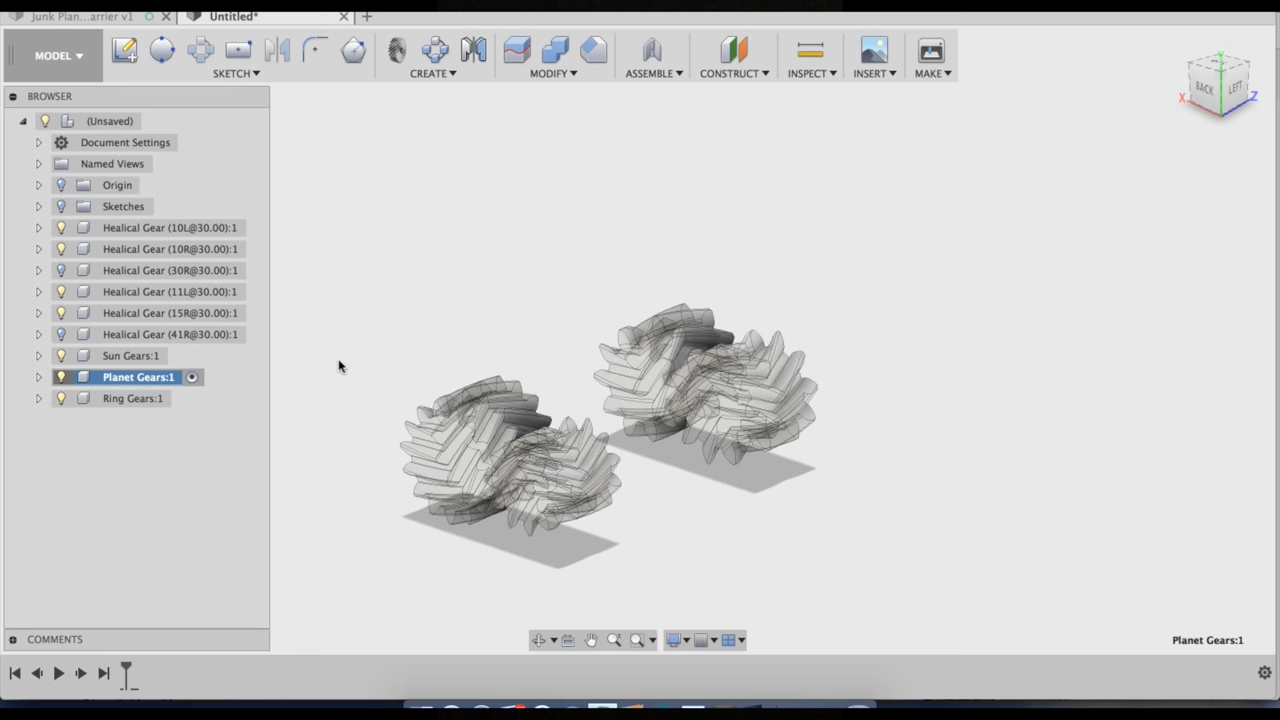 Junk Plan...arrier v1
Untitled*
MODEL
SKETCH
CREATE
MODIFY
ASSEMBLE
CONSTRUCT
INSPECT
INSERT
MAKE
BROWSER
(Unsaved)
Document Settings
Named Views
Origin
Sketches
Healical Gear (10L@30.00):1
Healical Gear (10R@30.00):1
Healical Gear (30R@30.00):1
Healical Gear (11L@30.00):1
Healical Gear (15R@30.00):1
Healical Gear (41R@30.00):1
Sun Gears:1
Planet Gears:1
Ring Gears:1
Y
BACK
LEFT
X
Z
COMMENTS
Planet Gears:1